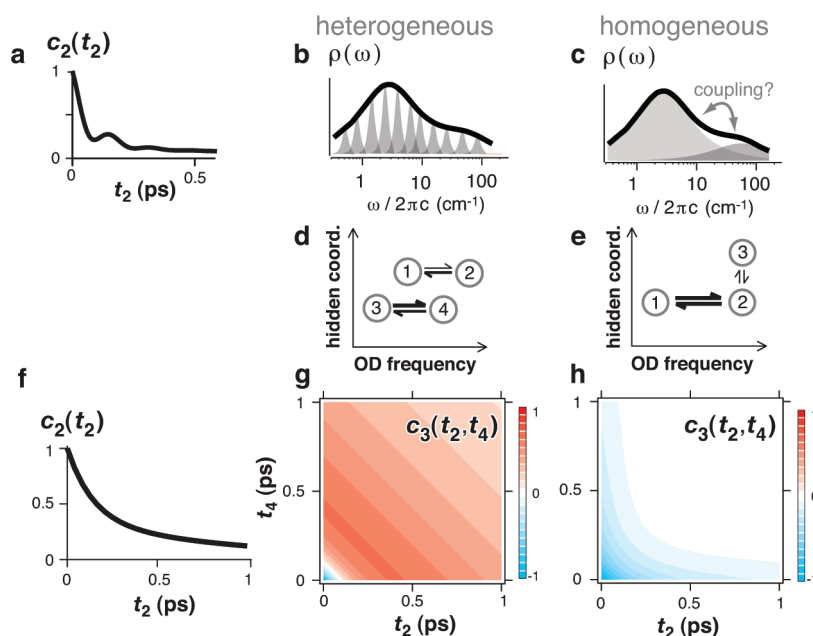 heterogeneous
homogeneous
a
c₂(t₂)
1
0
0
0.5
t₂ (ps)
b
ρ(ω)
1
10
100
ω / 2πc (cm⁻¹)
c
ρ(ω)
coupling?
1
10
100
ω / 2πc (cm⁻¹)
d
hidden coord.
1
2
3
4
OD frequency
e
hidden coord.
3
1
2
OD frequency
f
c₂(t₂)
1
0.5
0
0
0.5
1
t₂ (ps)
g
c₃(t₂,t₄)
1
0.5
0
t₄ (ps)
0
0.5
1
t₂ (ps)
1
0
-1
h
c₃(t₂,t₄)
1
0.5
0
0
0.5
1
t₂ (ps)
0